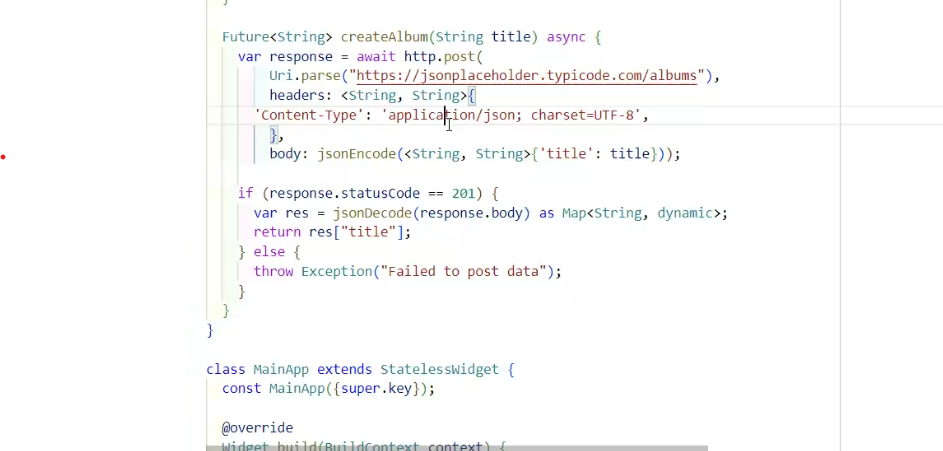 }
Future<String> createAlbum(String title) async {
var response = await http.post(
Uri.parse("https://jsonplaceholder.typicode.com/albums"),
headers: <String, String>{
'Content-Type': 'application/json; charset=UTF-8',
},
body: jsonEncode(<String, String>{'title': title}));
if (response.statusCode == 201) {
var res = jsonDecode(response.body) as Map<String, dynamic>;
return res["title"];
} else {
throw Exception("Failed to post data");
}
}
}
class MainApp extends StatelessWidget {
const MainApp({super.key});
@override
Widget build(BuildContext context) {